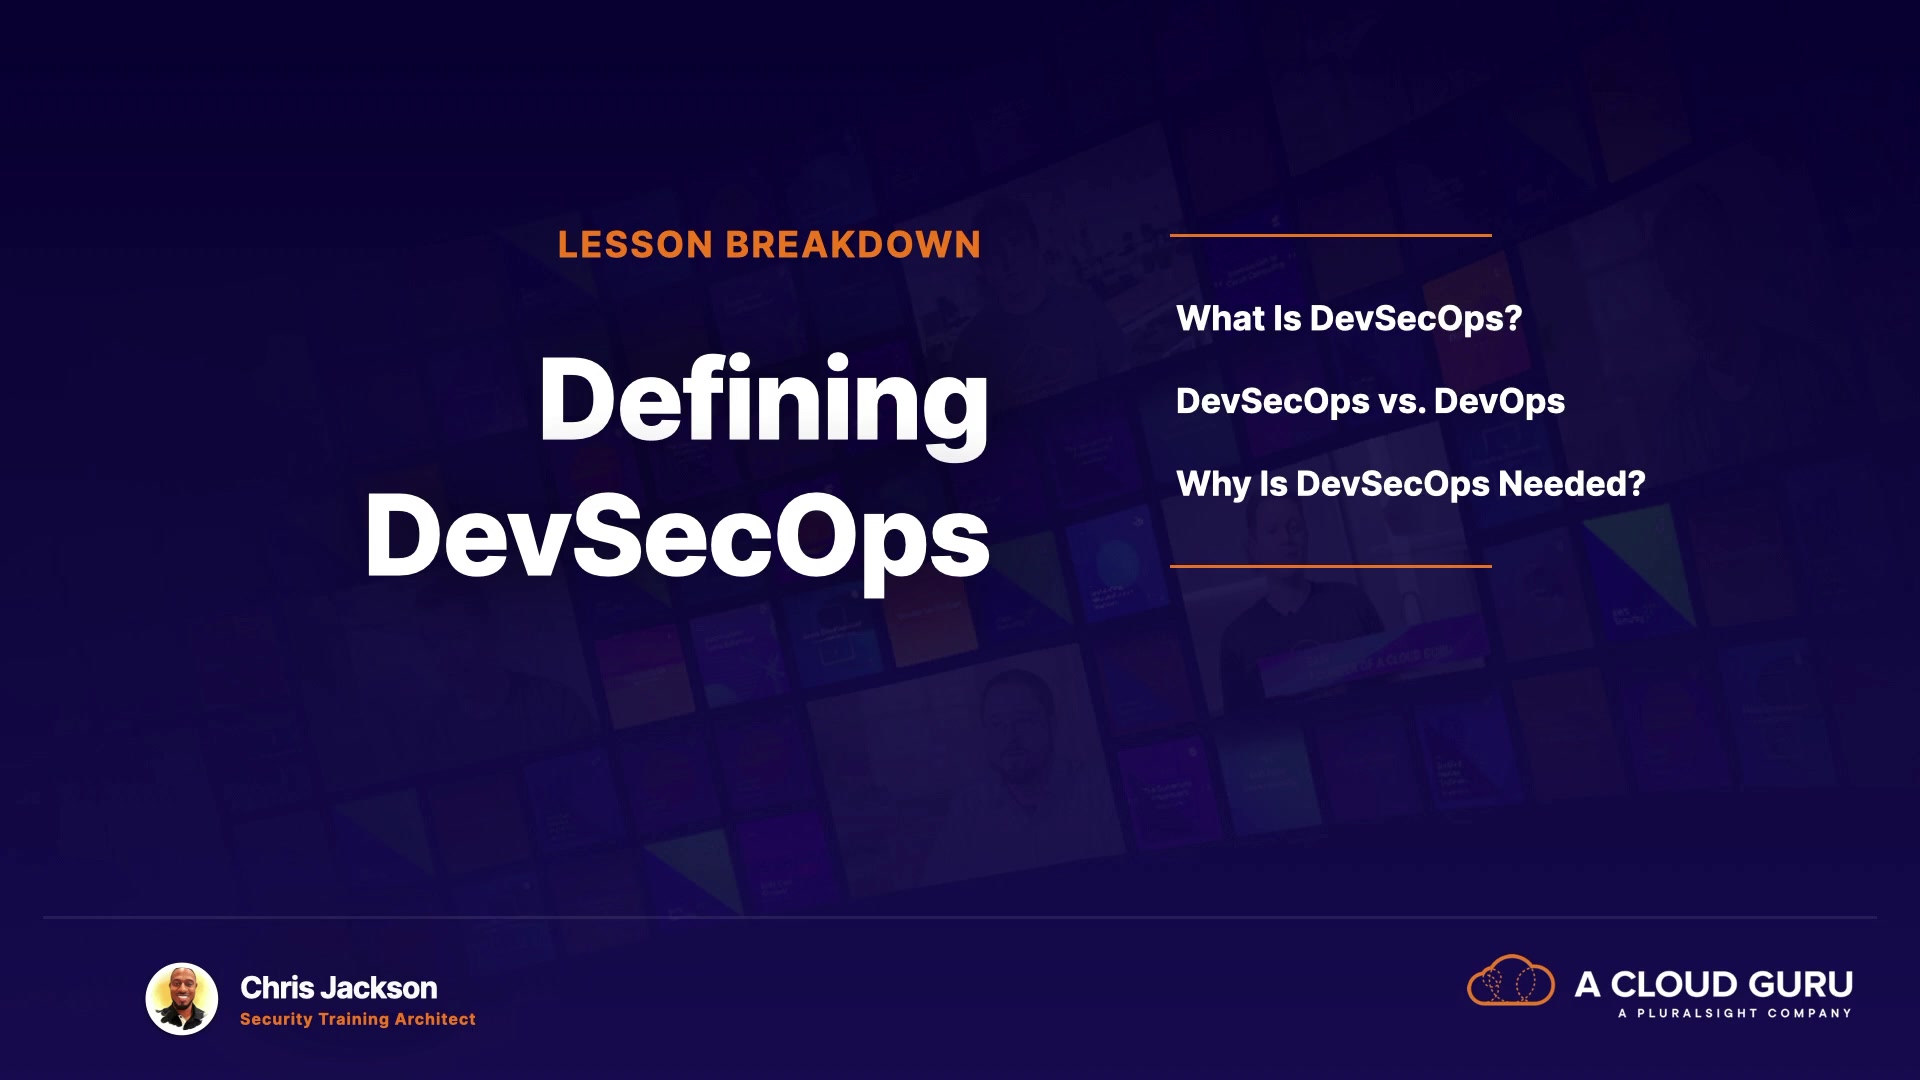 LESSON BREAKDOWN
Defining
DevSecOps
What Is DevSecOps?
DevSecOps vs. DevOps
Why Is DevSecOps Needed?
Chris Jackson
Security Training Architect
A CLOUD GURU
A PLURALSIGHT COMPANY